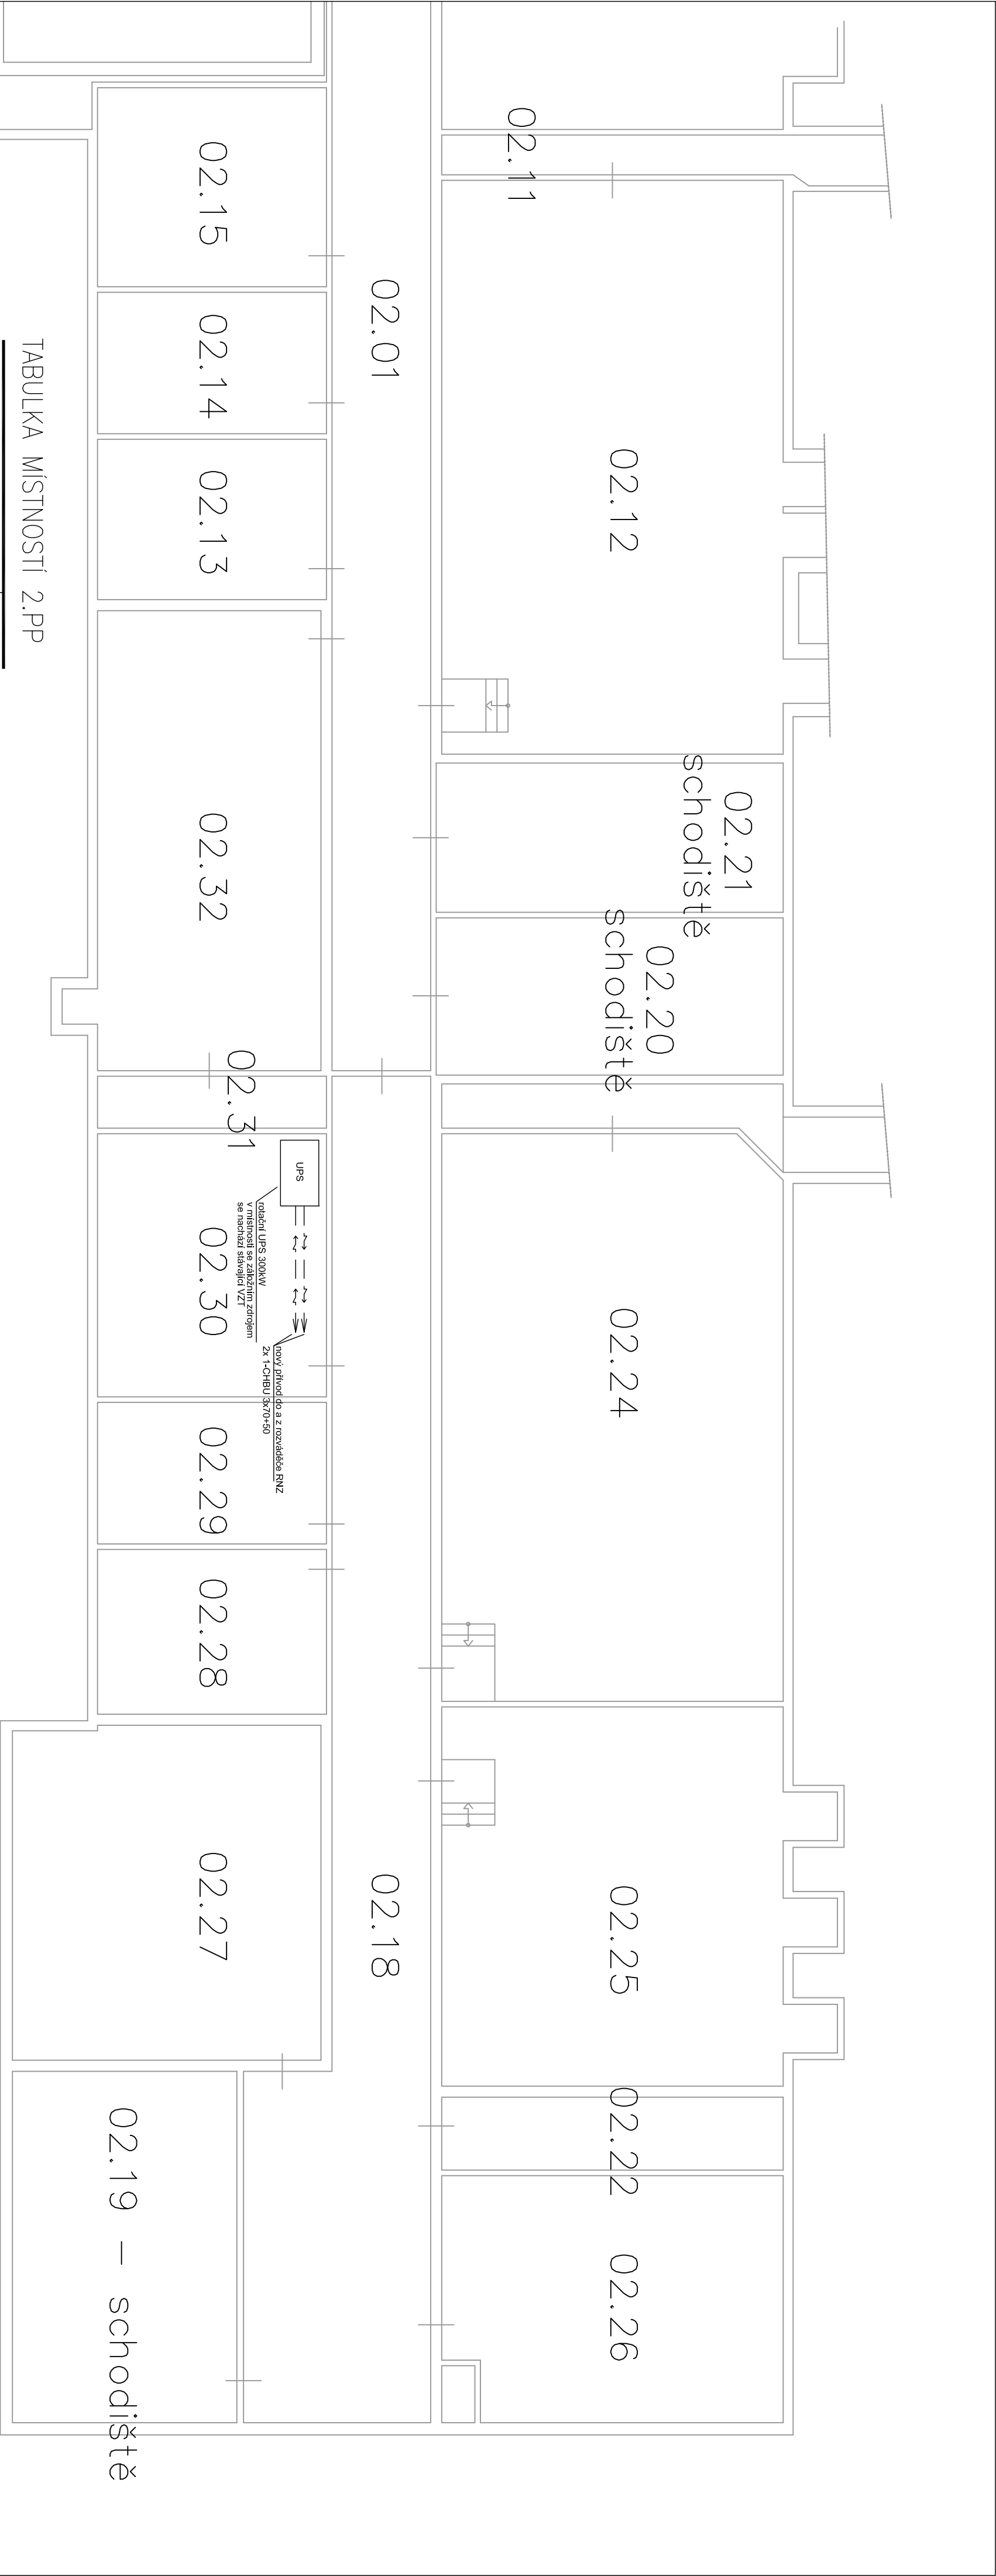 02.11
02.12
02.21
schodiště
02.20
schodiště
02.24
02.25
02.22
02.26
02.01
02.18
02.15
02.14
02.13
02.32
02.31
UPS
rotační UPS 300kW
v místnosti se záložním zdrojem
se nachází stávající VZT
nový přívod do a z rozváděče RNZ
2x 1-CHBU 3x70+50
02.30
02.29
02.28
02.27
02.19 – schodiště
TABULKA MÍSTNOSTÍ 2.PP